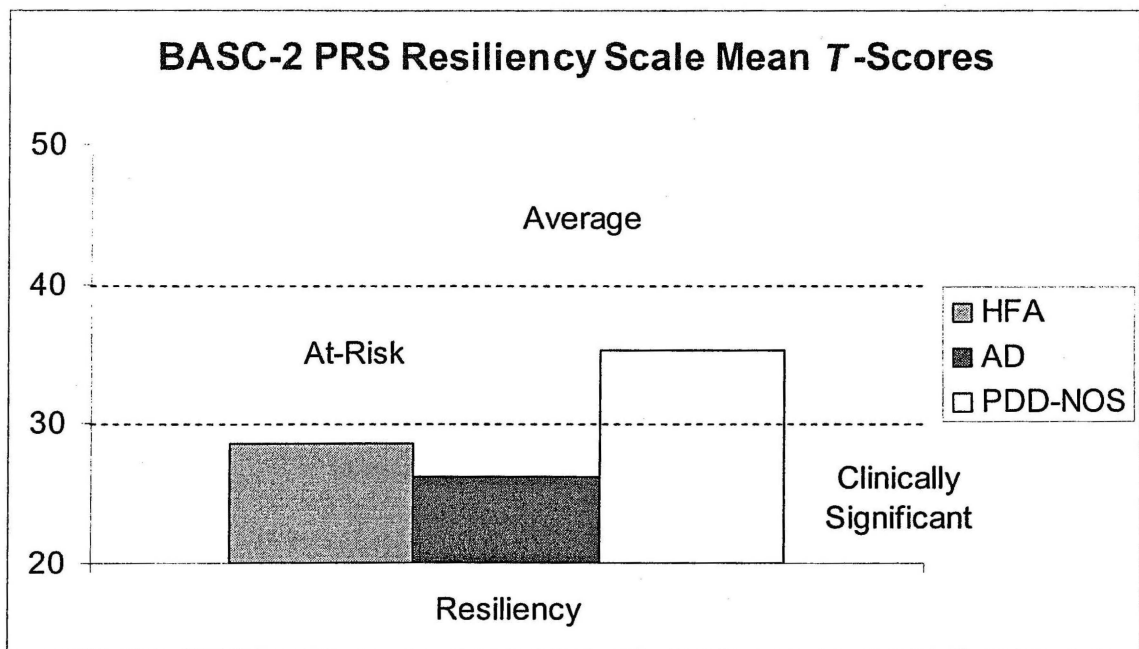 BASC-2 PRS Resiliency Scale Mean T-Scores
50
Average
40
At-Risk
HFA
AD
PDD-NOS
30
Clinically
Significant
20
Resiliency